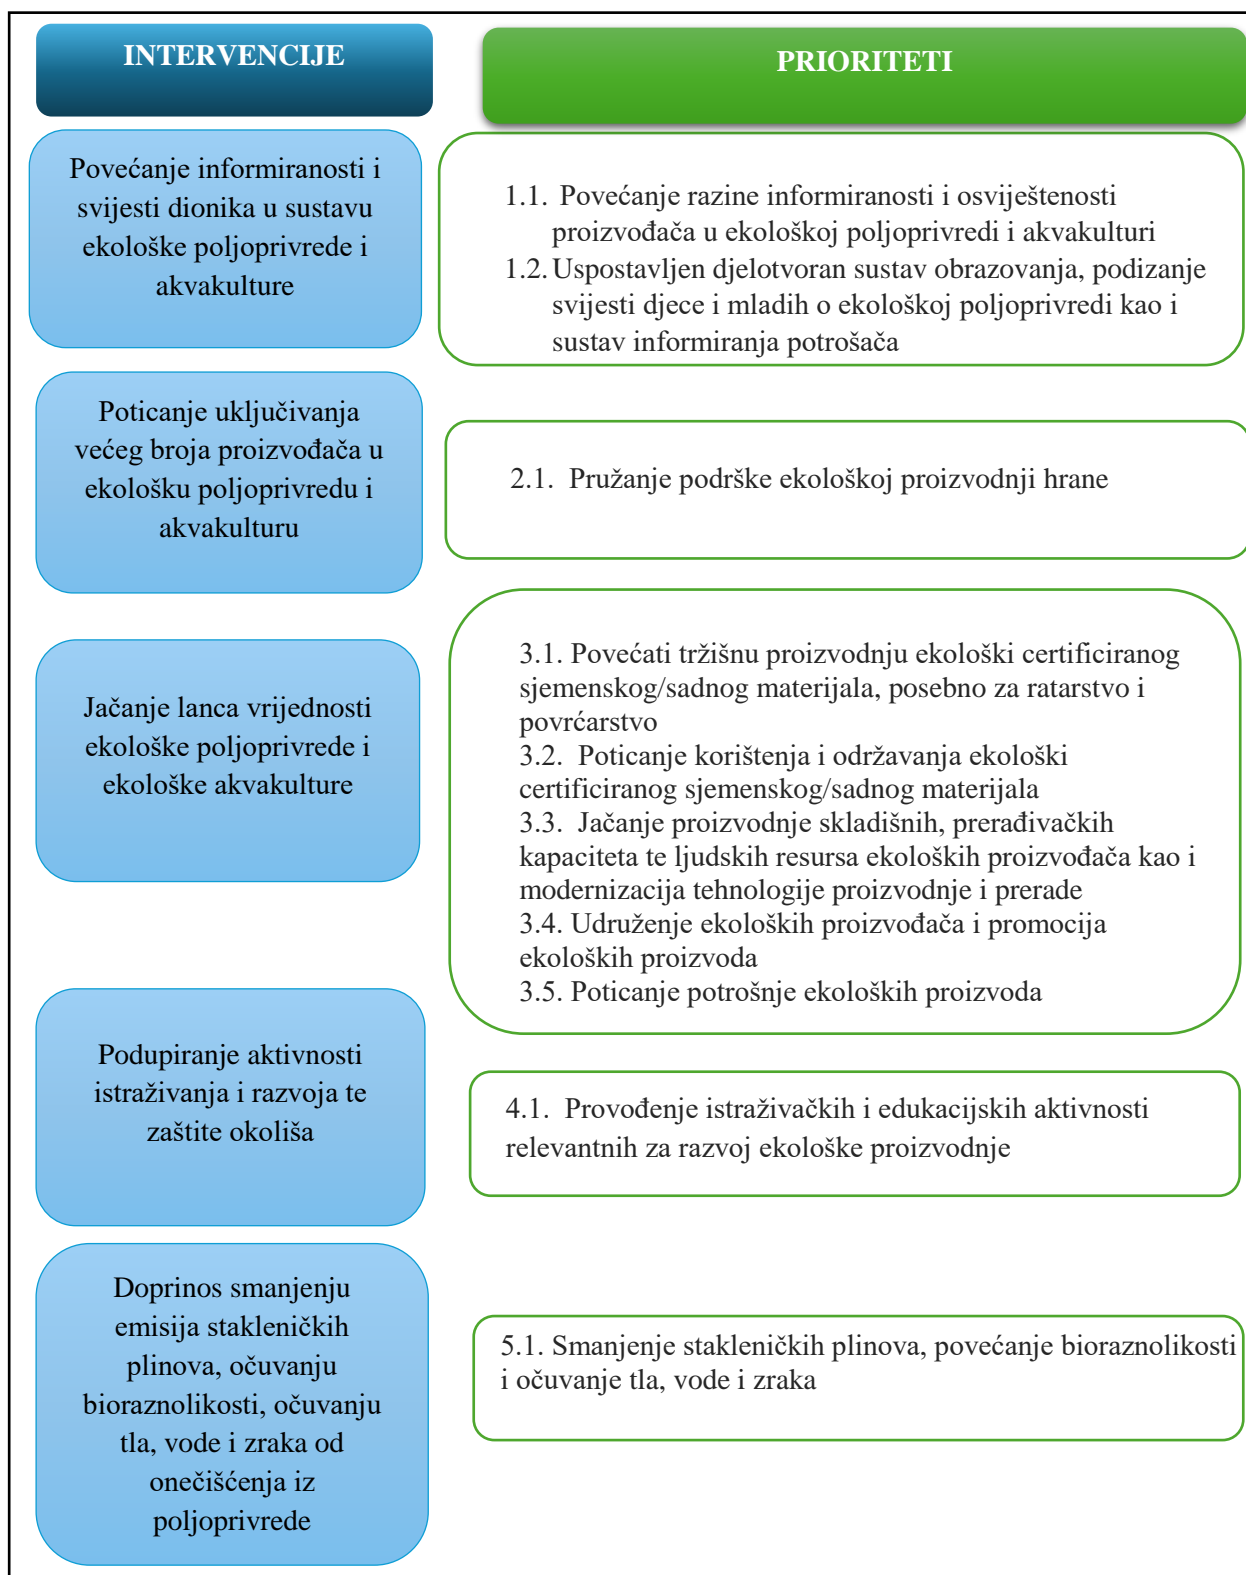 INTERVENCIJE
PRIORITETI
Povećanje informiranosti i
svijesti dionika u sustavu
ekološke poljoprivrede i
akvakulture
1.1. Povećanje razine informiranosti i osviještenosti
proizvođača u ekološkoj poljoprivredi i akvakulturi
1.2. Uspostavljen djelotvoran sustav obrazovanja, podizanje
svijesti djece i mladih o ekološkoj poljoprivredi kao i
sustav informiranja potrošača
Poticanje uključivanja
većeg broja proizvođača u
ekološku poljoprivredu i
akvakulturu
2.1. Pružanje podrške ekološkoj proizvodnji hrane
Jačanje lanca vrijednosti
ekološke poljoprivrede i
ekološke akvakulture
3.1. Povećati tržišnu proizvodnju ekološki certificiranog
sjemenskog/sadnog materijala, posebno za ratarstvo i
povrćarstvo
3.2. Poticanje korištenja i održavanja ekološki
certificiranog sjemenskog/sadnog materijala
3.3. Jačanje proizvodnje skladišnih, prerađivačkih
kapaciteta te ljudskih resursa ekoloških proizvođača kao i
modernizacija tehnologije proizvodnje i prerade
3.4. Udruženje ekoloških proizvođača i promocija
ekoloških proizvoda
3.5. Poticanje potrošnje ekoloških proizvoda
Podupiranje aktivnosti
istraživanja i razvoja te
zaštite okoliša
4.1. Provođenje istraživačkih i edukacijskih aktivnosti
relevantnih za razvoj ekološke proizvodnje
Doprinos smanjenju
emisija stakleničkih
plinova, očuvanju
bioraznolikosti, očuvanju
tla, vode i zraka od
onečišćenja iz
poljoprivrede
5.1. Smanjenje stakleničkih plinova, povećanje bioraznolikosti
i očuvanje tla, vode i zraka